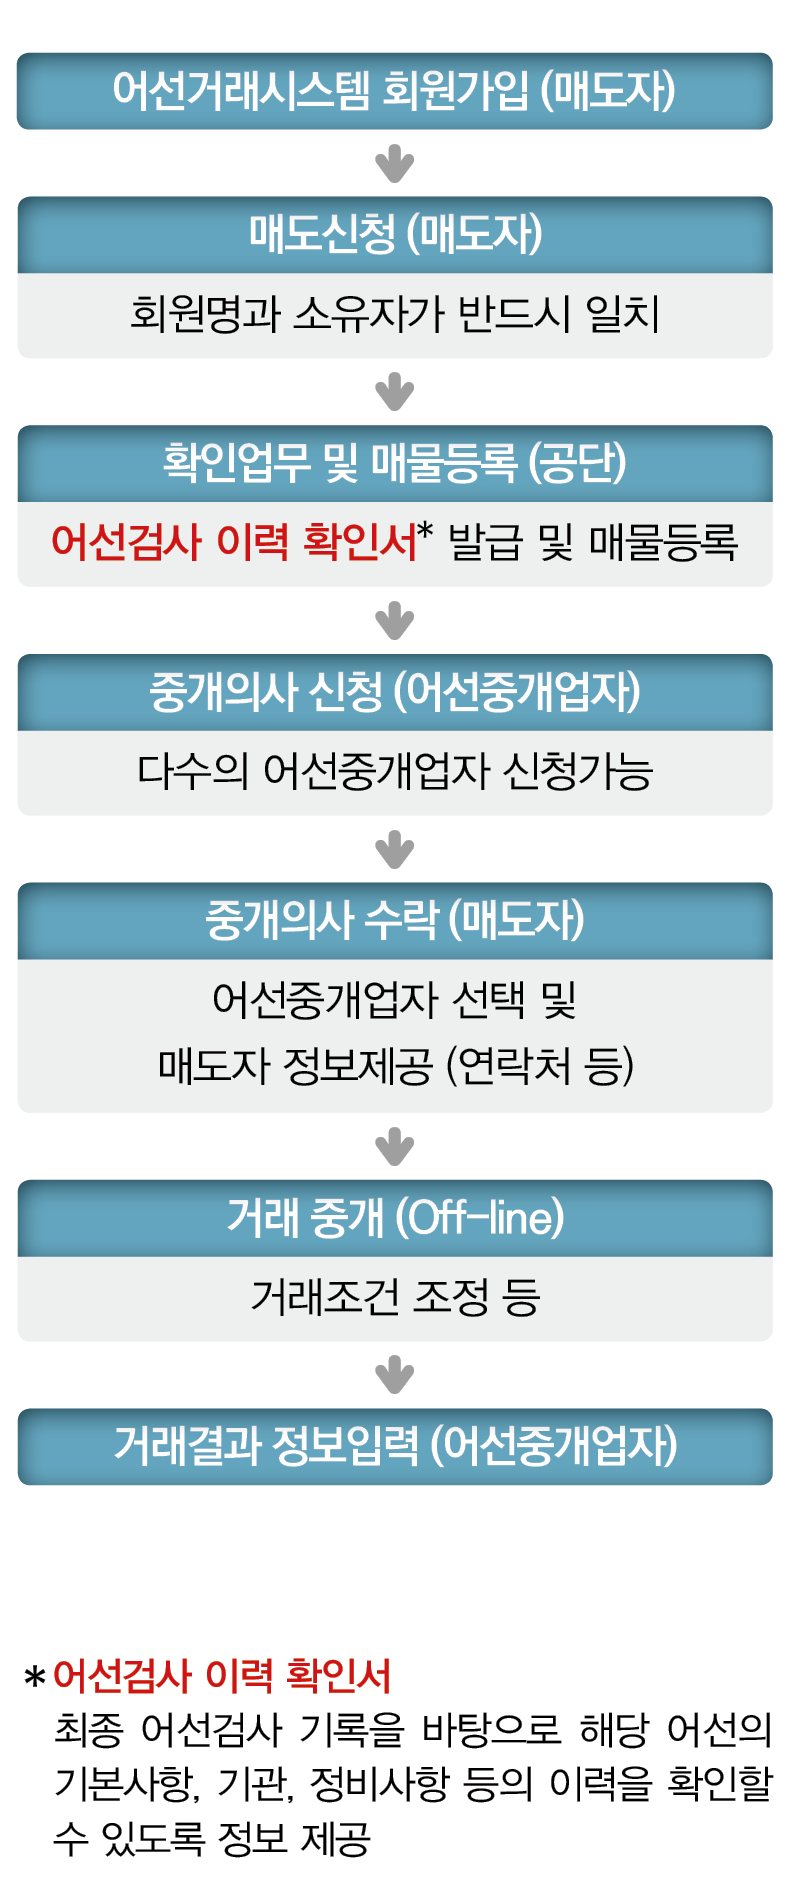 어선거래시스템 회원가입 (매도자)
매도신청 (매도자)
회원명과 소유자가 반드시 일치
확인업무 및 매물등록 (공단)
어선검사 이력 확인서* 발급 및 매물등록
중개의사 신청 (어선중개업자)
다수의 어선중개업자 신청가능
중개의사 수락 (매도자)
어선중개업자 선택 및
매도자 정보제공 (연락처 등)
거래 중개 (Off-line)
거래조건 조정 등
거래결과 정보입력 (어선중개업자)
* 어선검사 이력 확인서
최종 어선검사 기록을 바탕으로 해당 어선의
기본사항, 기관, 정비사항 등의 이력을 확인할
수 있도록 정보 제공